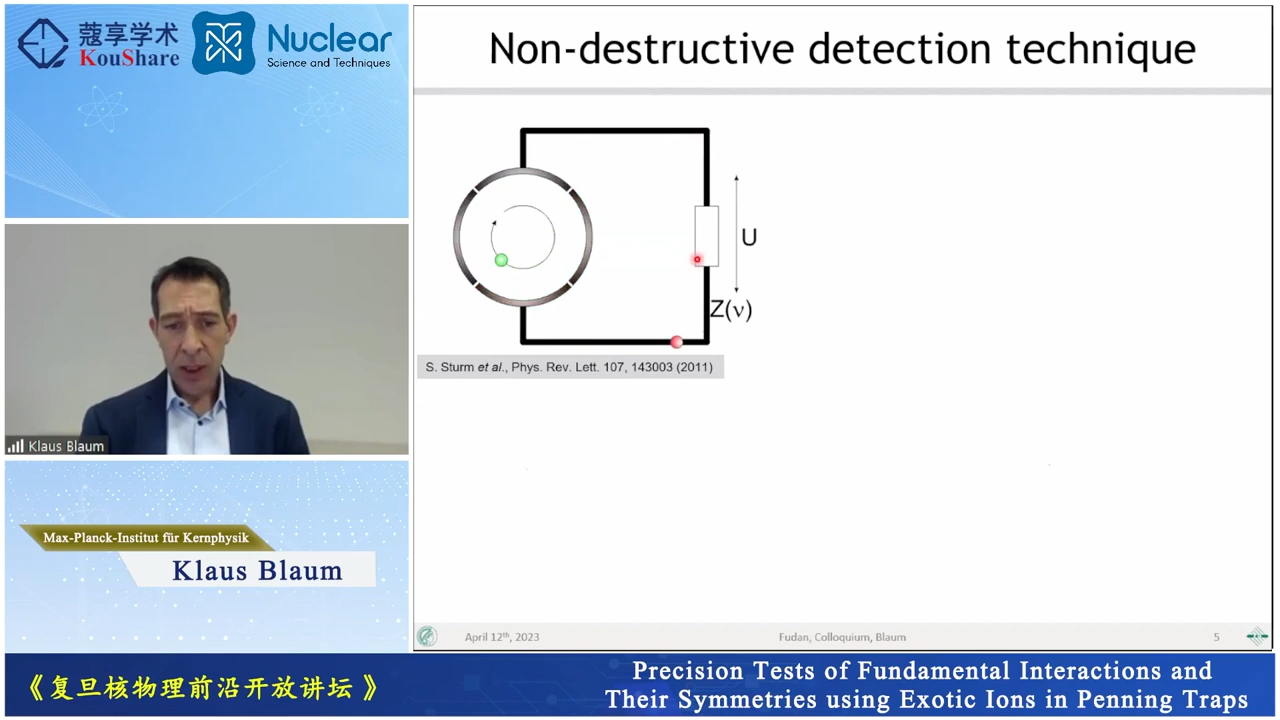 蔻享学术
KouShare
Nuclear
Science and Techniques
Non-destructive detection technique
U
Z(ν)
S. Sturm et al., Phys. Rev. Lett. 107, 143003 (2011)
Klaus Blaum
Max-Planck-Institut für Kernphysik
Klaus Blaum
April 12th, 2023
Fudan, Colloquium, Blaum
5
《复旦核物理前沿开放讲坛》
Precision Tests of Fundamental Interactions and
Their Symmetries using Exotic Ions in Penning Traps